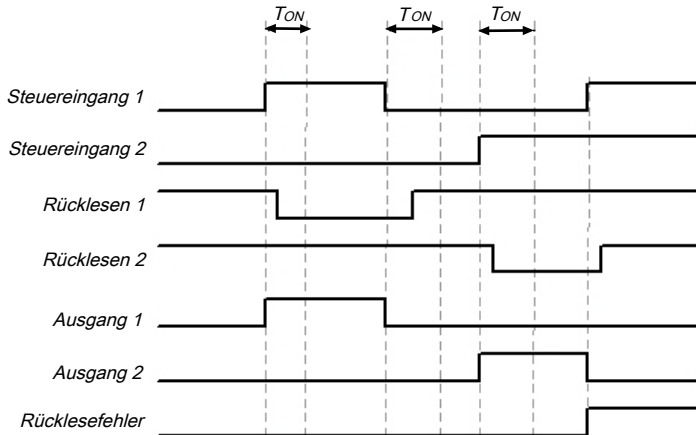 TON TON TON
Steuereingang 1
Steuereingang 2
Rücklesen 1
Rücklesen 2
Ausgang 1
Ausgang 2
Rücklesefehler